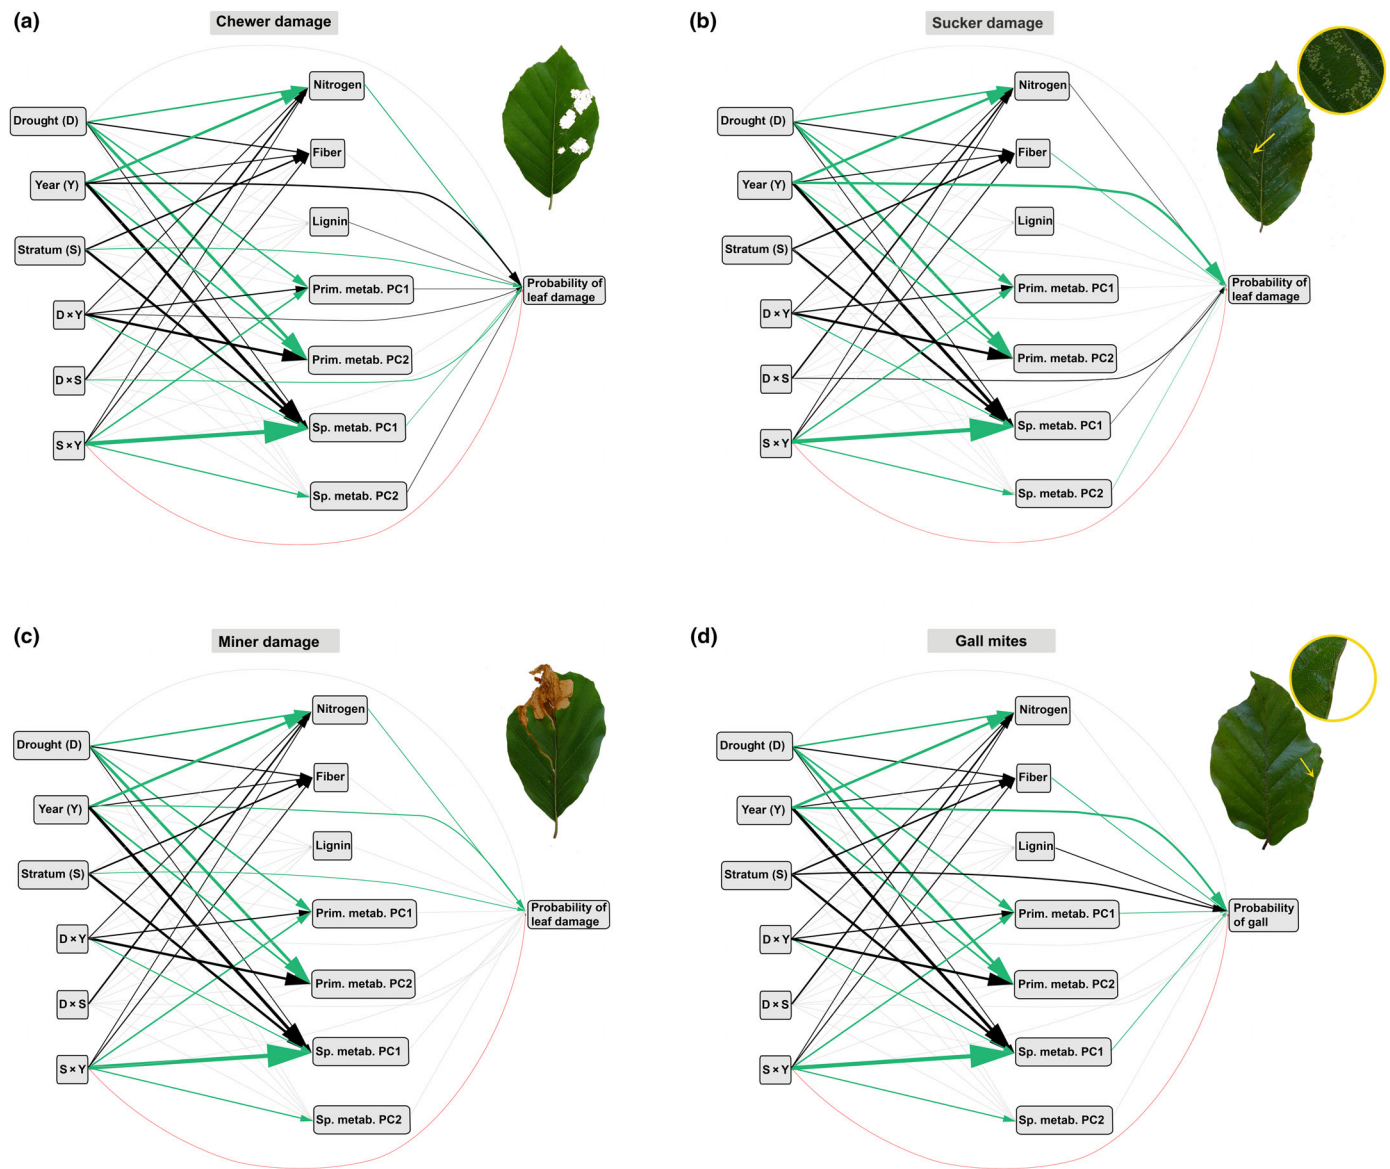 (a)
Chewer damage
Drought (D)
Year (Y)
Stratum (S)
D × Y
D × S
S × Y
Nitrogen
Fiber
Lignin
Prim. metab. PC1
Prim. metab. PC2
Sp. metab. PC1
Sp. metab. PC2
Probability of
leaf damage
(b)
Sucker damage
Drought (D)
Year (Y)
Stratum (S)
D × Y
D × S
S × Y
Nitrogen
Fiber
Lignin
Prim. metab. PC1
Prim. metab. PC2
Sp. metab. PC1
Sp. metab. PC2
Probability of
leaf damage
(c)
Miner damage
Drought (D)
Year (Y)
Stratum (S)
D × Y
D × S
S × Y
Nitrogen
Fiber
Lignin
Prim. metab. PC1
Prim. metab. PC2
Sp. metab. PC1
Sp. metab. PC2
Probability of
leaf damage
(d)
Gall mites
Drought (D)
Year (Y)
Stratum (S)
D × Y
D × S
S × Y
Nitrogen
Fiber
Lignin
Prim. metab. PC1
Prim. metab. PC2
Sp. metab. PC1
Sp. metab. PC2
Probability
of gall